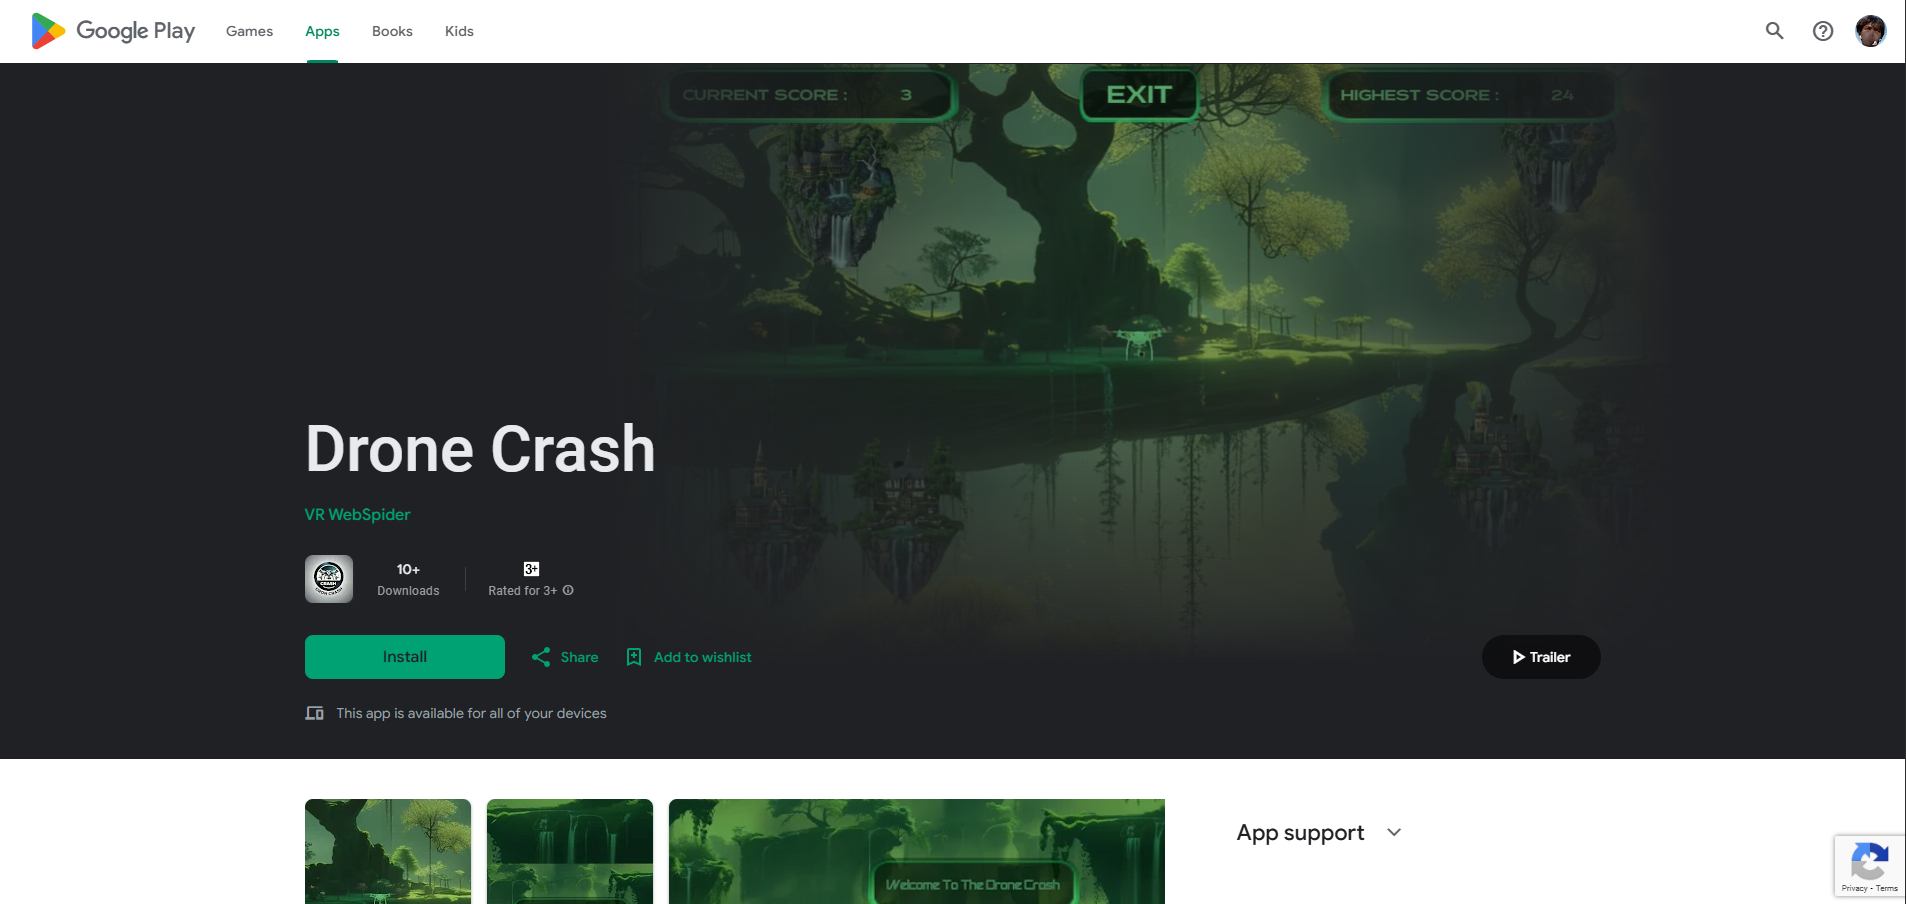 Google Play Games Apps Books Kids
CURRENT SCORE : 3 EXIT HIGHEST SCORE : 24
Drone Crash
VR WebSpider
CRASH
10+ 3+
Downloads Rated for 3+
Install Share Add to wishlist Trailer
This app is available for all of your devices
App support
Welcome To The Drone Crash
Privacy - Terms